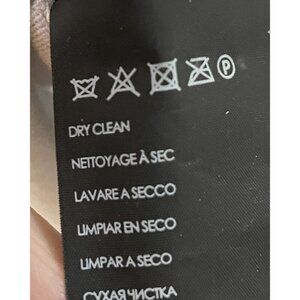 P
DRY CLEAN
NETTOYAGE À SEC
LAVARE A SECCO
LIMPIAR EN SECO
LIMPAR A SECO
СУХАЯ ЧИСТКА